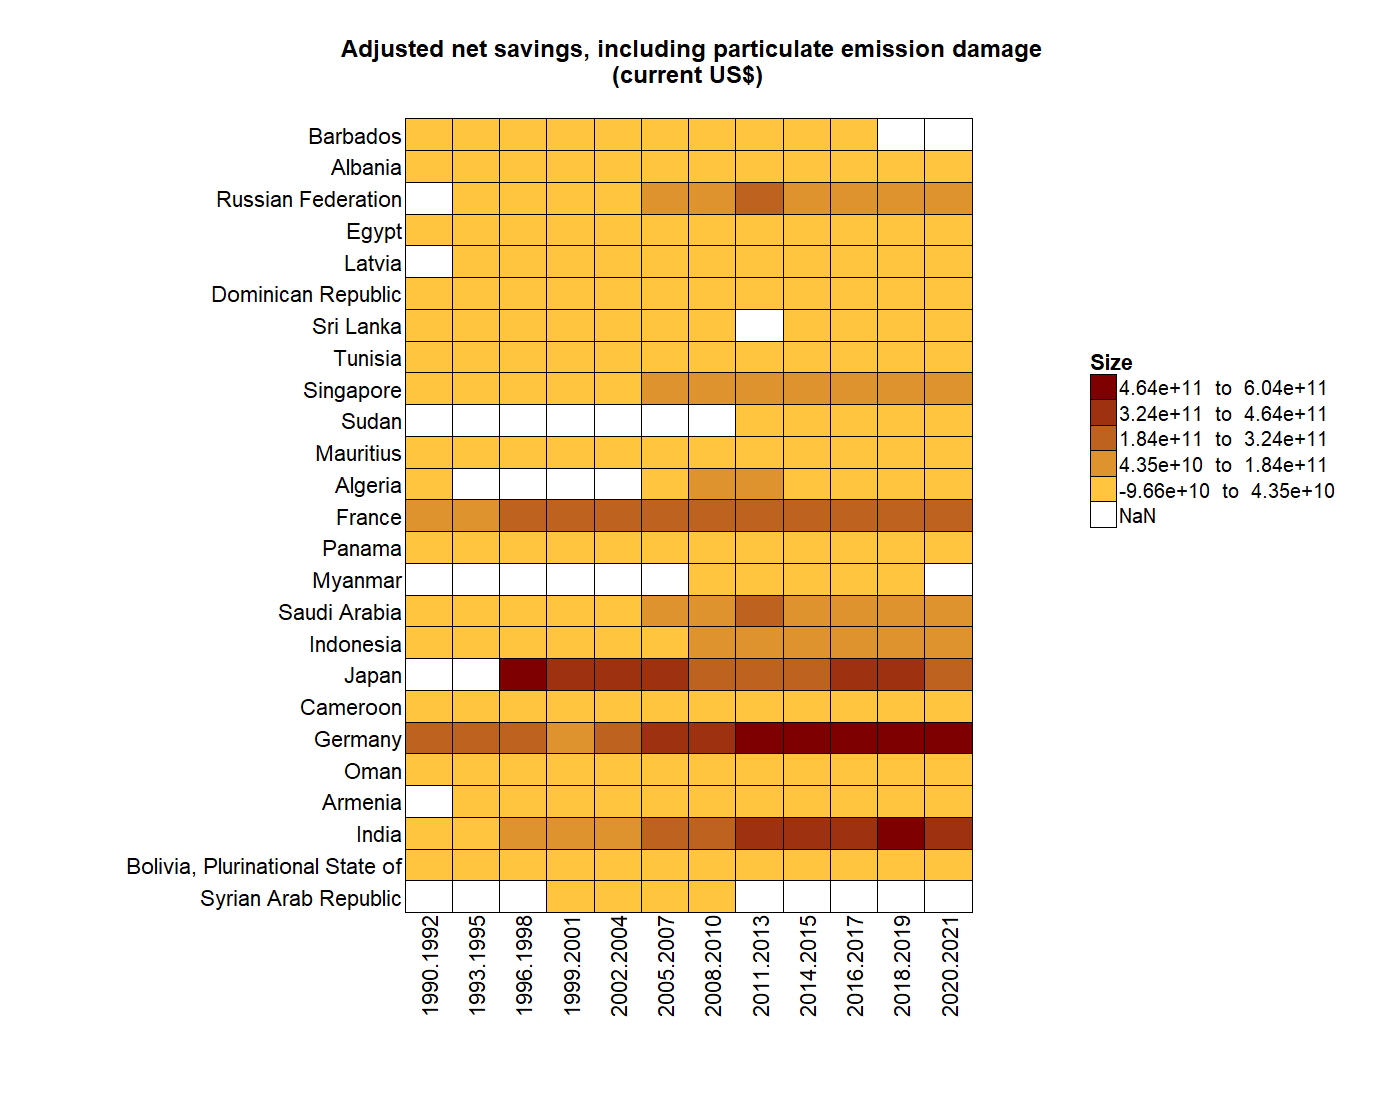 Adjusted net savings, including particulate emission damage
(current US$)
Barbados
Albania
Russian Federation
Egypt
Latvia
Dominican Republic
Sri Lanka
Tunisia
Singapore
Sudan
Mauritius
Algeria
France
Panama
Myanmar
Saudi Arabia
Indonesia
Japan
Cameroon
Germany
Oman
Armenia
India
Bolivia, Plurinational State of
Syrian Arab Republic
1990.1992
1993.1995
1996.1998
1999.2001
2002.2004
2005.2007
2008.2010
2011.2013
2014.2015
2016.2017
2018.2019
2020.2021
Size
4.64e+11 to 6.04e+11
3.24e+11 to 4.64e+11
1.84e+11 to 3.24e+11
4.35e+10 to 1.84e+11
-9.66e+10 to 4.35e+10
NaN